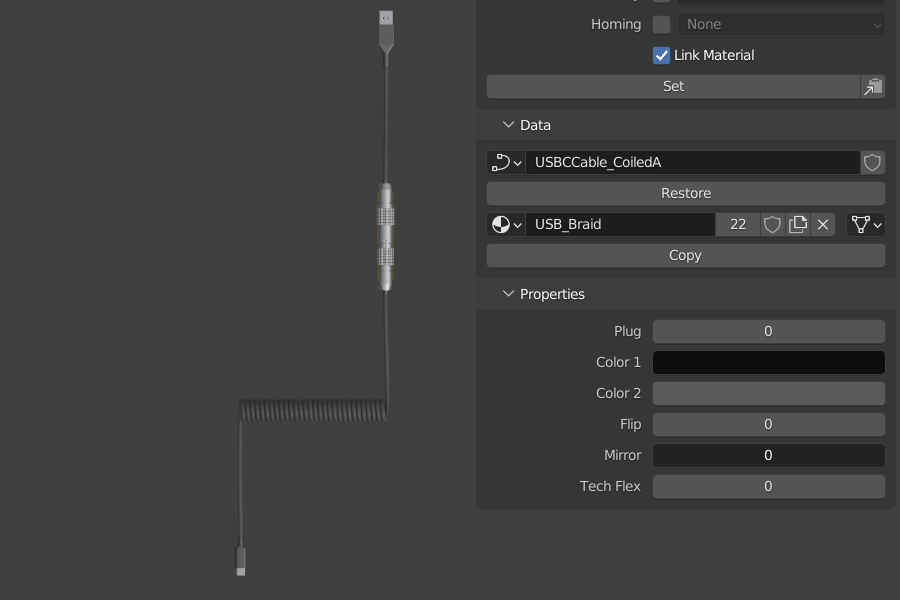 Homing None
Link Material
Set
Data
USBCCable_CoiledA
Restore
USB_Braid 22
Copy
Properties
Plug 0
Color 1
Color 2
Flip 0
Mirror 0
Tech Flex 0